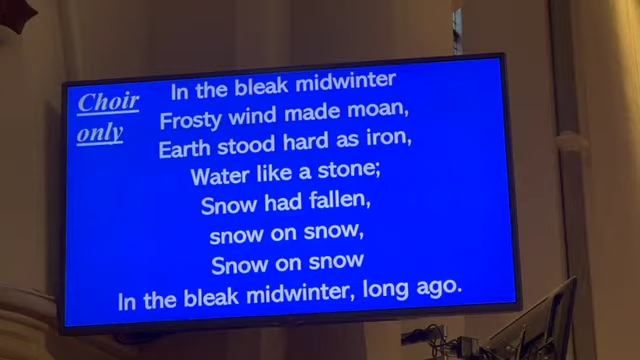 Choir
only
In the bleak midwinter
Frosty wind made moan,
Earth stood hard as iron,
Water like a stone;
Snow had fallen,
snow on snow,
Snow on snow
In the bleak midwinter, long ago.